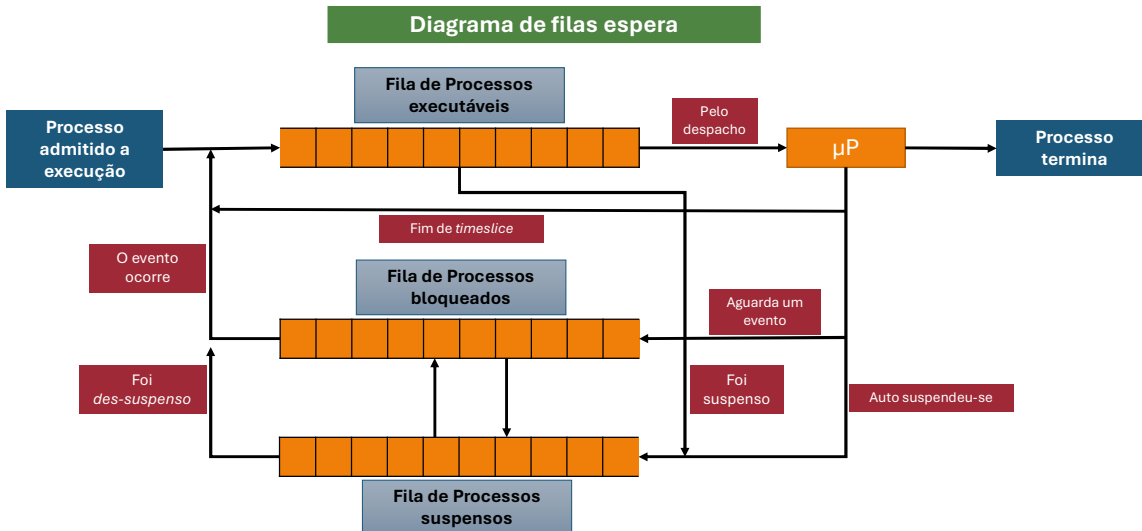 Diagrama de filas espera
Fila de Processos
executáveis
Processo
admitido a
execução
Pelo
despacho
µP
Processo
termina
Fim de timeslice
O evento
ocorre
Fila de Processos
bloqueados
Aguarda um
evento
Foi
des-suspenso
Foi
suspenso
Auto suspendeu-se
Fila de Processos
suspensos